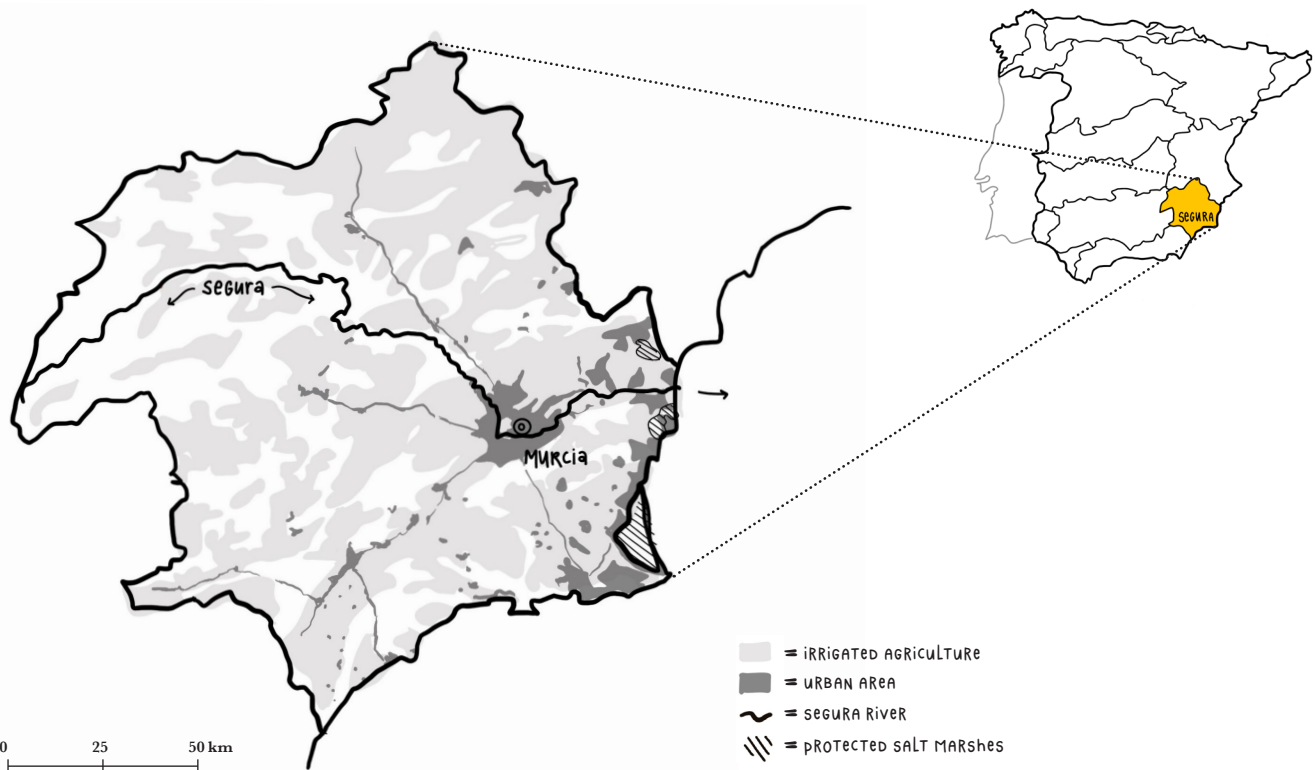 SEGURA
SEGURA
MURCIA
= IRRIGATED AGRICULTURE
= URBAN AREA
= SEGURA RIVER
= PROTECTED SALT MARSHES
0 25 50 km